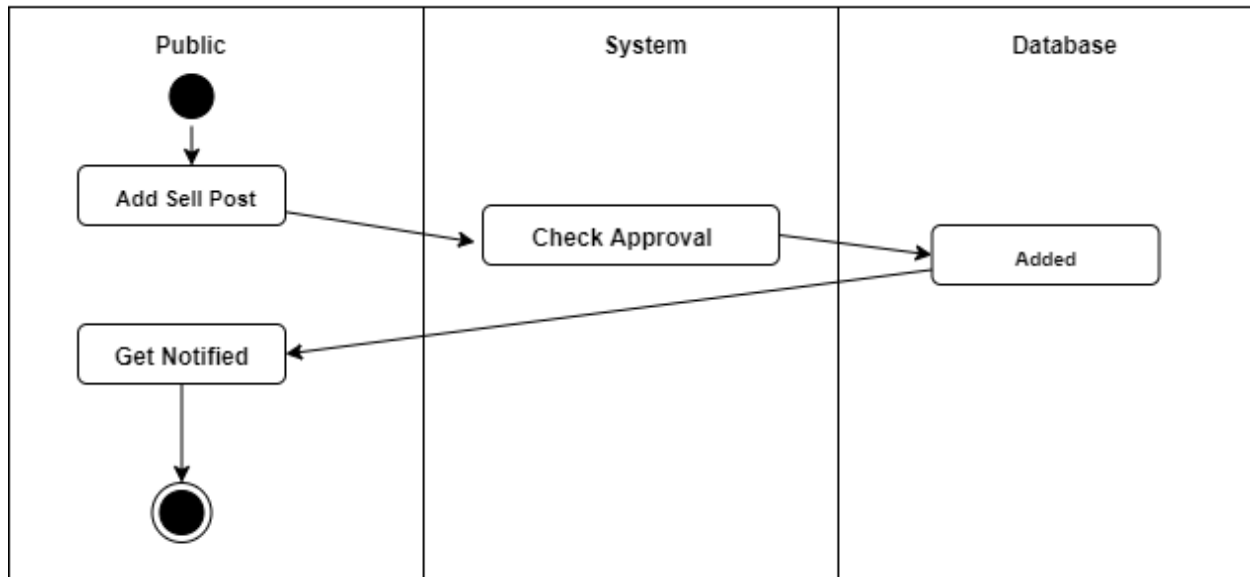 Public
System
Database
Add Sell Post
Check Approval
Added
Get Notified